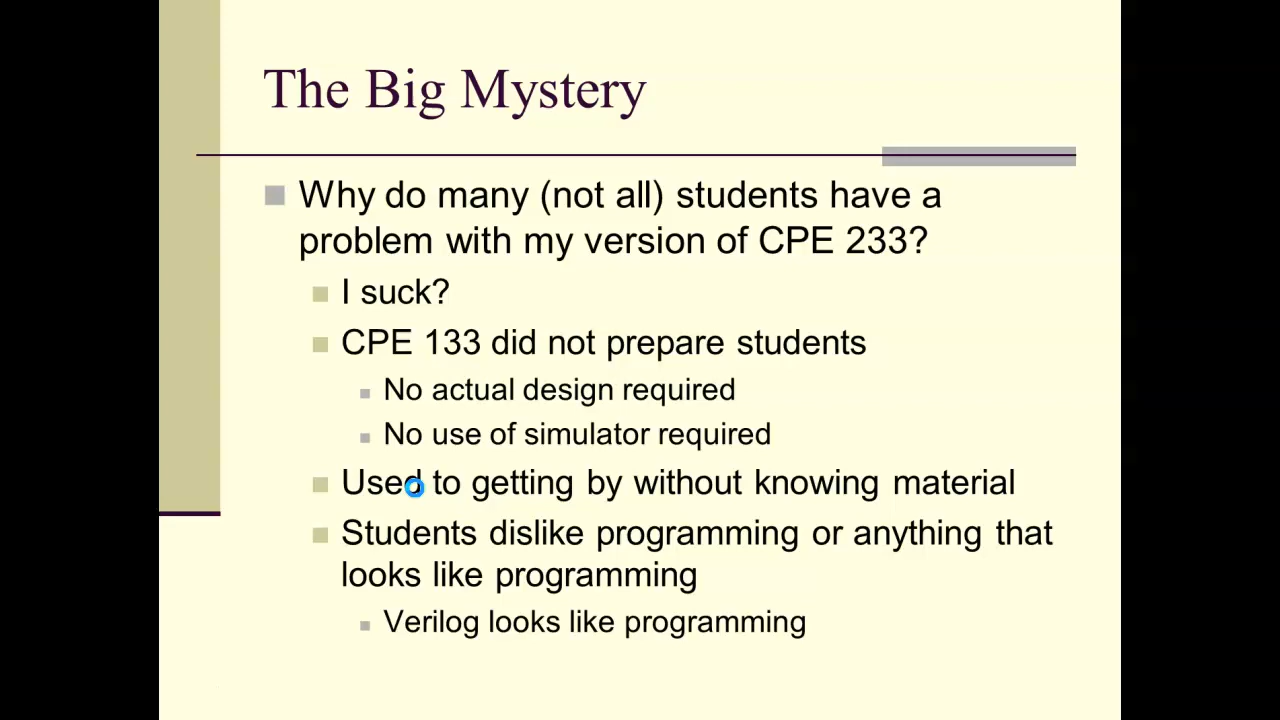 The Big Mystery
Why do many (not all) students have a
problem with my version of CPE 233?
I suck?
CPE 133 did not prepare students
No actual design required
No use of simulator required
Used to getting by without knowing material
Students dislike programming or anything that
looks like programming
Verilog looks like programming